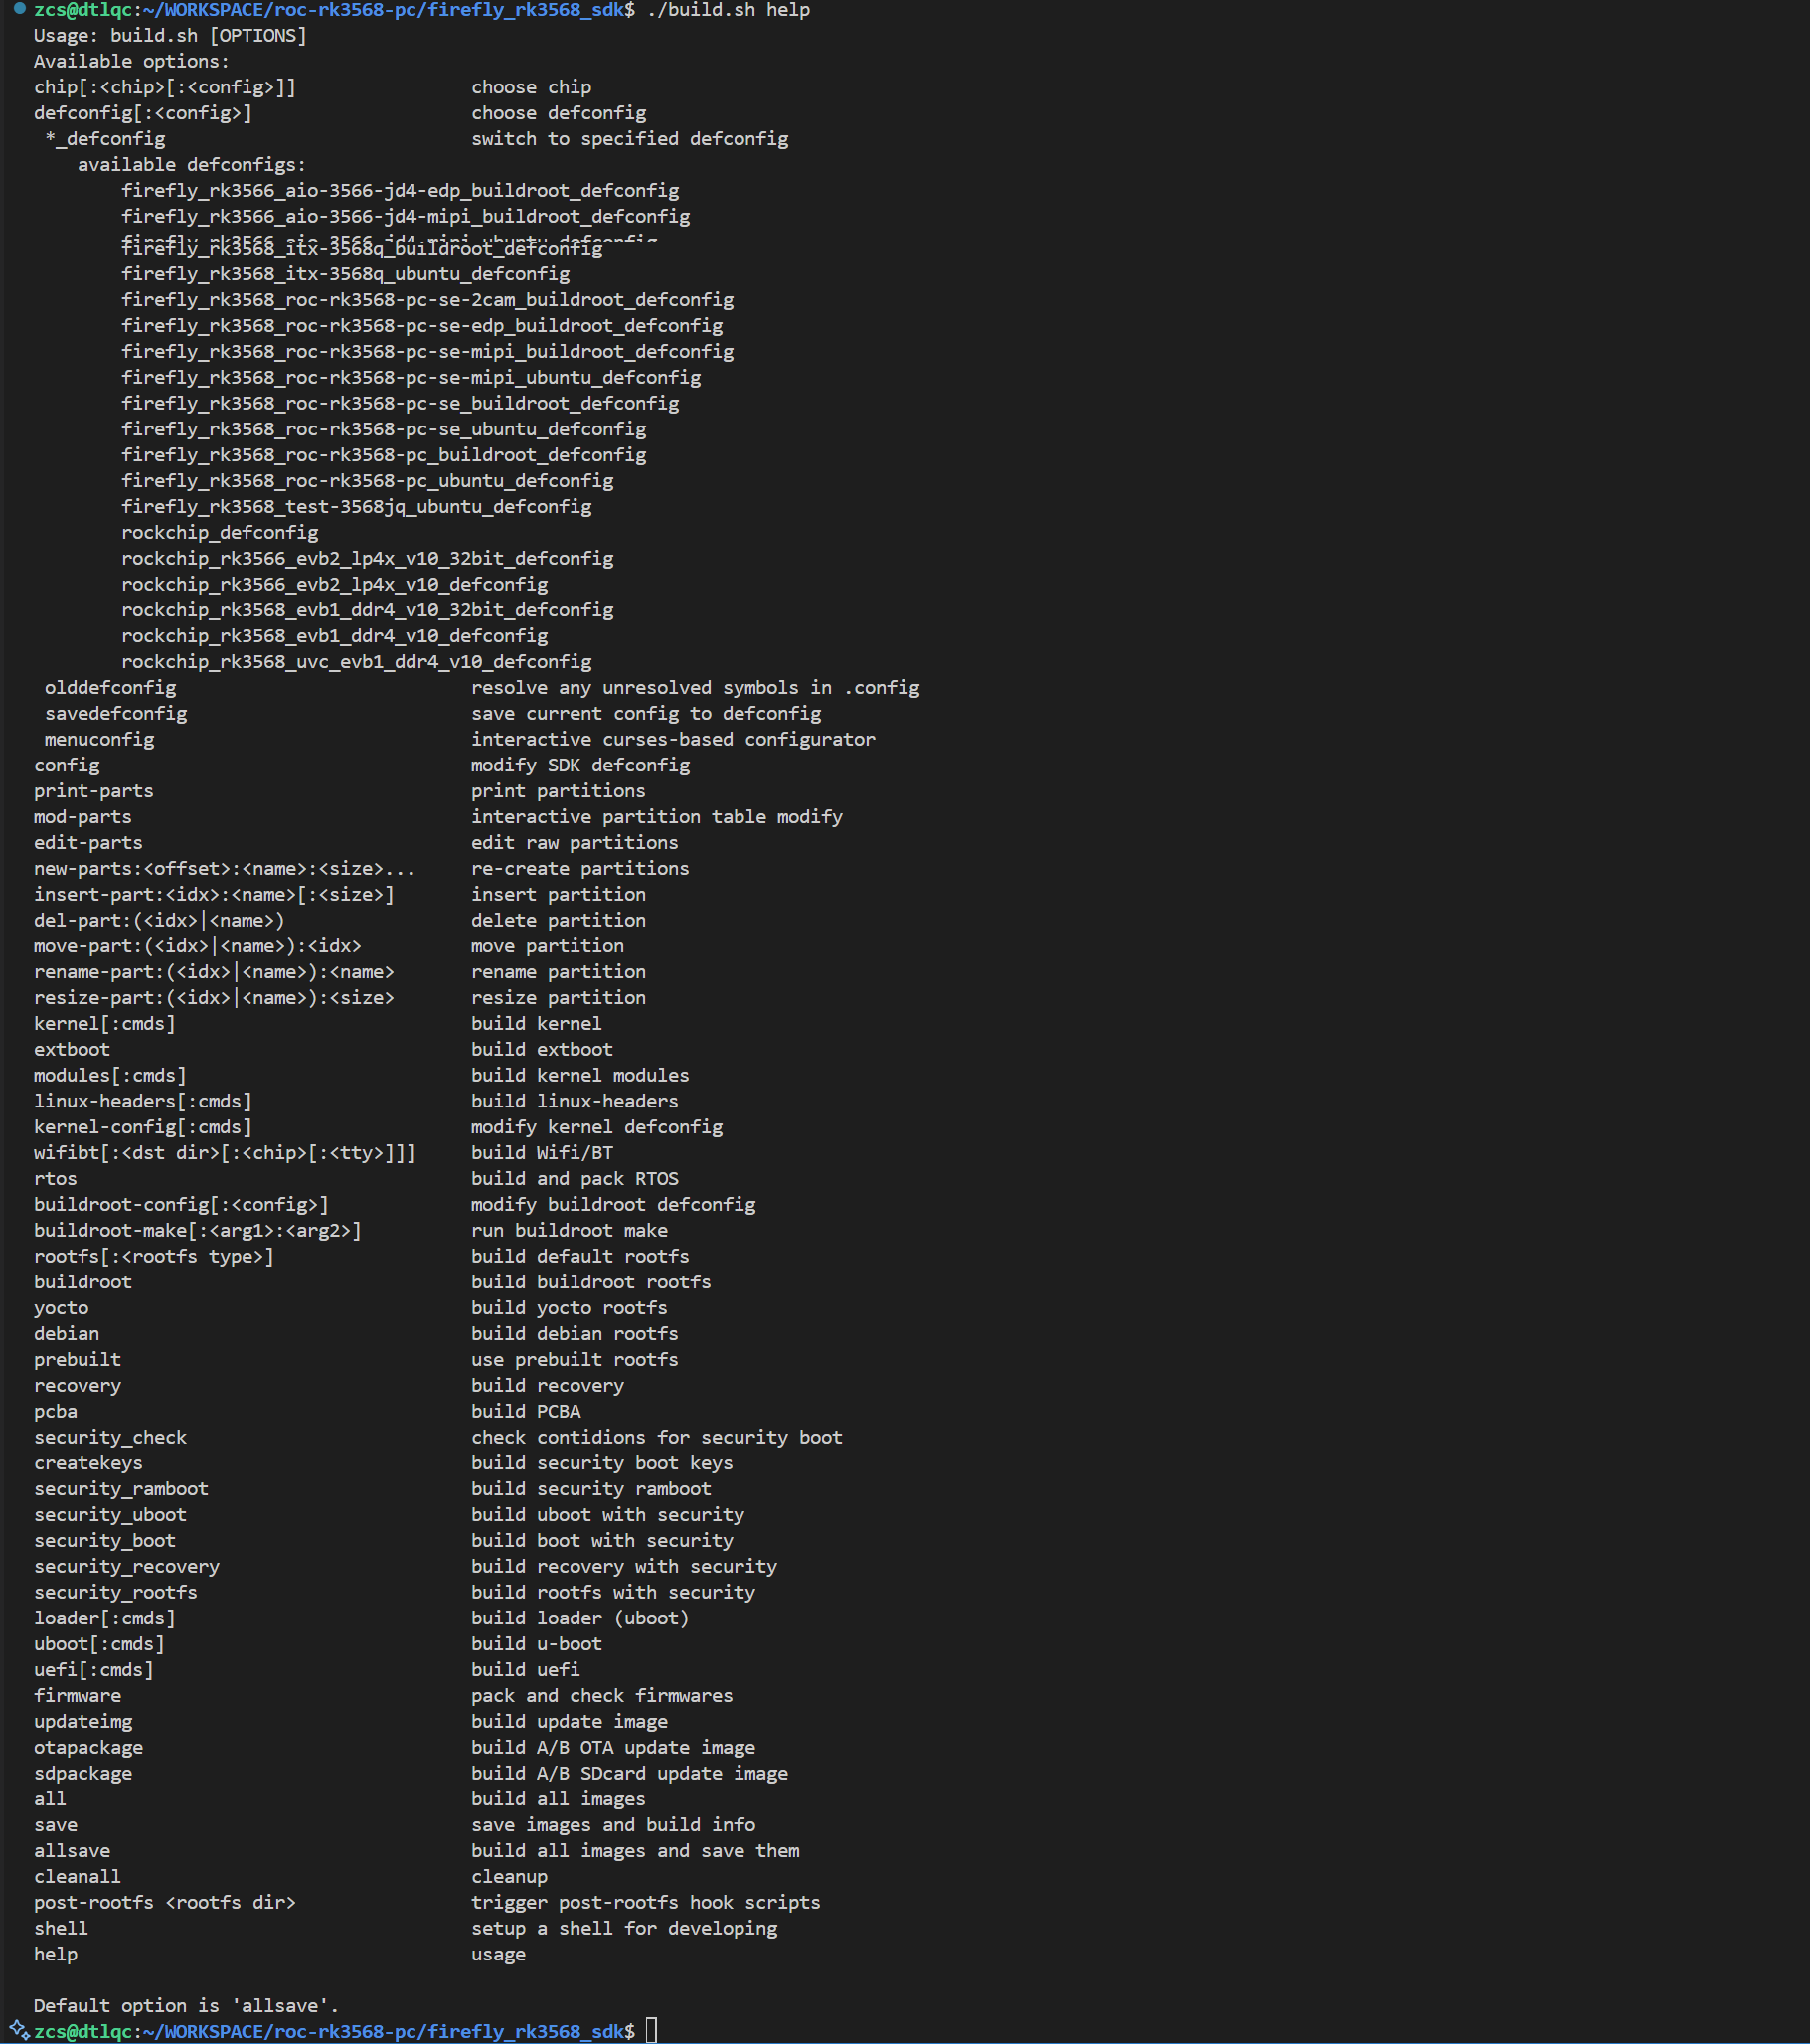 zcs@dtlqc:~/WORKSPACE/roc-rk3568-pc/firefly_rk3568_sdk$ ./build.sh help
Usage: build.sh [OPTIONS]
Available options:
chip[:<chip>[:<config>]] choose chip
defconfig[:<config>] choose defconfig
*_defconfig switch to specified defconfig
available defconfigs:
firefly_rk3566_aio-3566-jd4-edp_buildroot_defconfig
firefly_rk3566_aio-3566-jd4-mipi_buildroot_defconfig
firefly_rk3566_aio-3566-jd4-mipi_ubuntu_defconfig
firefly_rk3568_itx-3568q_buildroot_defconfig
firefly_rk3568_itx-3568q_ubuntu_defconfig
firefly_rk3568_roc-rk3568-pc-se-2cam_buildroot_defconfig
firefly_rk3568_roc-rk3568-pc-se-edp_buildroot_defconfig
firefly_rk3568_roc-rk3568-pc-se-mipi_buildroot_defconfig
firefly_rk3568_roc-rk3568-pc-se-mipi_ubuntu_defconfig
firefly_rk3568_roc-rk3568-pc-se_buildroot_defconfig
firefly_rk3568_roc-rk3568-pc-se_ubuntu_defconfig
firefly_rk3568_roc-rk3568-pc_buildroot_defconfig
firefly_rk3568_roc-rk3568-pc_ubuntu_defconfig
firefly_rk3568_test-3568jq_ubuntu_defconfig
rockchip_defconfig
rockchip_rk3566_evb2_lp4x_v10_32bit_defconfig
rockchip_rk3566_evb2_lp4x_v10_defconfig
rockchip_rk3568_evb1_ddr4_v10_32bit_defconfig
rockchip_rk3568_evb1_ddr4_v10_defconfig
rockchip_rk3568_uvc_evb1_ddr4_v10_defconfig
olddefconfig resolve any unresolved symbols in .config
savedefconfig save current config to defconfig
menuconfig interactive curses-based configurator
config modify SDK defconfig
print-parts print partitions
mod-parts interactive partition table modify
edit-parts edit raw partitions
new-parts:<offset>:<name>:<size>... re-create partitions
insert-part:<idx>:<name>[:<size>] insert partition
del-part:(<idx>|<name>) delete partition
move-part:(<idx>|<name>):<idx> move partition
rename-part:(<idx>|<name>):<name> rename partition
resize-part:(<idx>|<name>):<size> resize partition
kernel[:cmds] build kernel
extboot build extboot
modules[:cmds] build kernel modules
linux-headers[:cmds] build linux-headers
kernel-config[:cmds] modify kernel defconfig
wifibt[:<dst dir>[:<chip>[:<tty>]]] build Wifi/BT
rtos build and pack RTOS
buildroot-config[:<config>] modify buildroot defconfig
buildroot-make[:<arg1>:<arg2>] run buildroot make
rootfs[:<rootfs type>] build default rootfs
buildroot build buildroot rootfs
yocto build yocto rootfs
debian build debian rootfs
prebuilt use prebuilt rootfs
recovery build recovery
pcba build PCBA
security_check check contidions for security boot
createkeys build security boot keys
security_ramboot build security ramboot
security_uboot build uboot with security
security_boot build boot with security
security_recovery build recovery with security
security_rootfs build rootfs with security
loader[:cmds] build loader (uboot)
uboot[:cmds] build u-boot
uefi[:cmds] build uefi
firmware pack and check firmwares
updateimg build update image
otapackage build A/B OTA update image
sdpackage build A/B SDcard update image
all build all images
save save images and build info
allsave build all images and save them
cleanall cleanup
post-rootfs <rootfs dir> trigger post-rootfs hook scripts
shell setup a shell for developing
help usage
Default option is 'allsave'.
zcs@dtlqc:~/WORKSPACE/roc-rk3568-pc/firefly_rk3568_sdk$